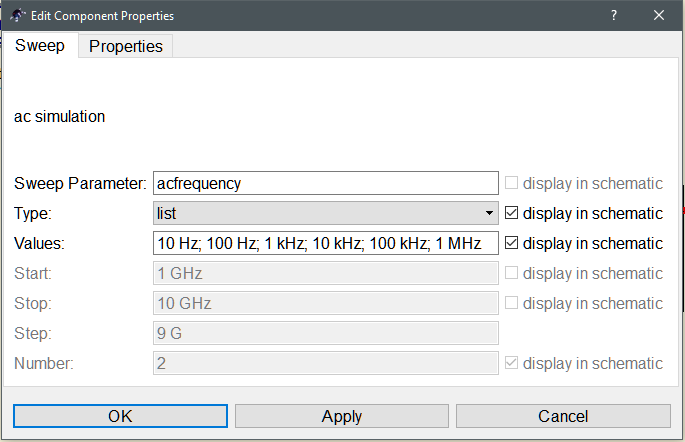 Edit Component Properties
?
Sweep Properties
ac simulation
Sweep Parameter: acfrequency display in schematic
Type: list display in schematic
Values: 10 Hz; 100 Hz; 1 kHz; 10 kHz; 100 kHz; 1 MHz display in schematic
Start: 1 GHz display in schematic
Stop: 10 GHz display in schematic
Step: 9 G
Number: 2 display in schematic
OK Apply Cancel